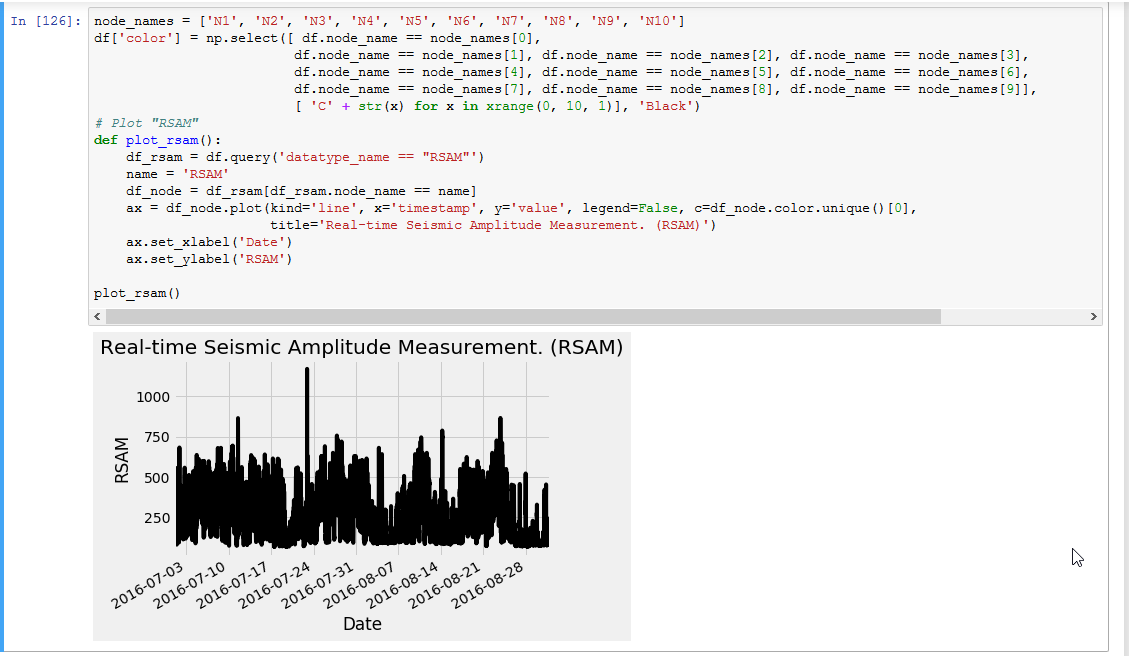 In [126]:
node_names = ['N1', 'N2', 'N3', 'N4', 'N5', 'N6', 'N7', 'N8', 'N9', 'N10']
df['color'] = np.select([ df.node_name == node_names[0],
df.node_name == node_names[1], df.node_name == node_names[2], df.node_name == node_names[3],
df.node_name == node_names[4], df.node_name == node_names[5], df.node_name == node_names[6],
df.node_name == node_names[7], df.node_name == node_names[8], df.node_name == node_names[9]],
[ 'C' + str(x) for x in xrange(0, 10, 1)], 'Black')
# Plot "RSAM"
def plot_rsam():
    df_rsam = df.query('datatype_name == "RSAM"')
    name = 'RSAM'
    df_node = df_rsam[df_rsam.node_name == name]
    ax = df_node.plot(kind='line', x='timestamp', y='value', legend=False, c=df_node.color.unique()[0],
title='Real-time Seismic Amplitude Measurement. (RSAM)')
    ax.set_xlabel('Date')
    ax.set_ylabel('RSAM')
plot_rsam()
Real-time Seismic Amplitude Measurement. (RSAM)
1000
750
500
250
RSAM
2016-07-03
2016-07-10
2016-07-17
2016-07-24
2016-07-31
2016-08-07
2016-08-14
2016-08-21
2016-08-28
Date